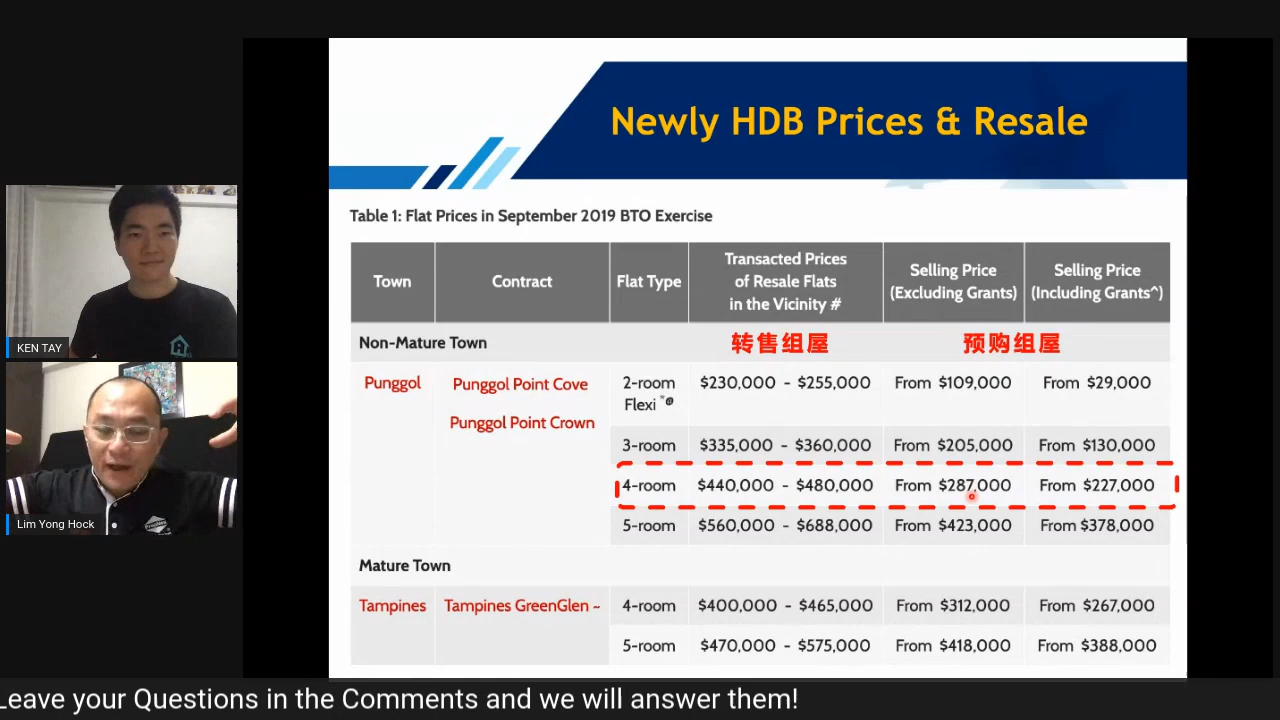 Newly HDB Prices & Resale
Table 1: Flat Prices in September 2019 BTO Exercise
Town
Contract
Flat Type
Transacted Prices
of Resale Flats
in the Vicinity #
Selling Price
(Excluding Grants)
Selling Price
(Including Grants^)
Non-Mature Town
转售组屋
预购组屋
Punggol
Punggol Point Cove
Punggol Point Crown
2-room
Flexi *@
$230,000 - $255,000
From $109,000
From $29,000
3-room
$335,000 - $360,000
From $205,000
From $130,000
4-room
$440,000 - $480,000
From $287,000
From $227,000
5-room
$560,000 - $688,000
From $423,000
From $378,000
Mature Town
Tampines
Tampines GreenGlen ~
4-room
$400,000 - $465,000
From $312,000
From $267,000
5-room
$470,000 - $575,000
From $418,000
From $388,000
KEN TAY
Lim Yong Hock
Leave your Questions in the Comments and we will answer them!